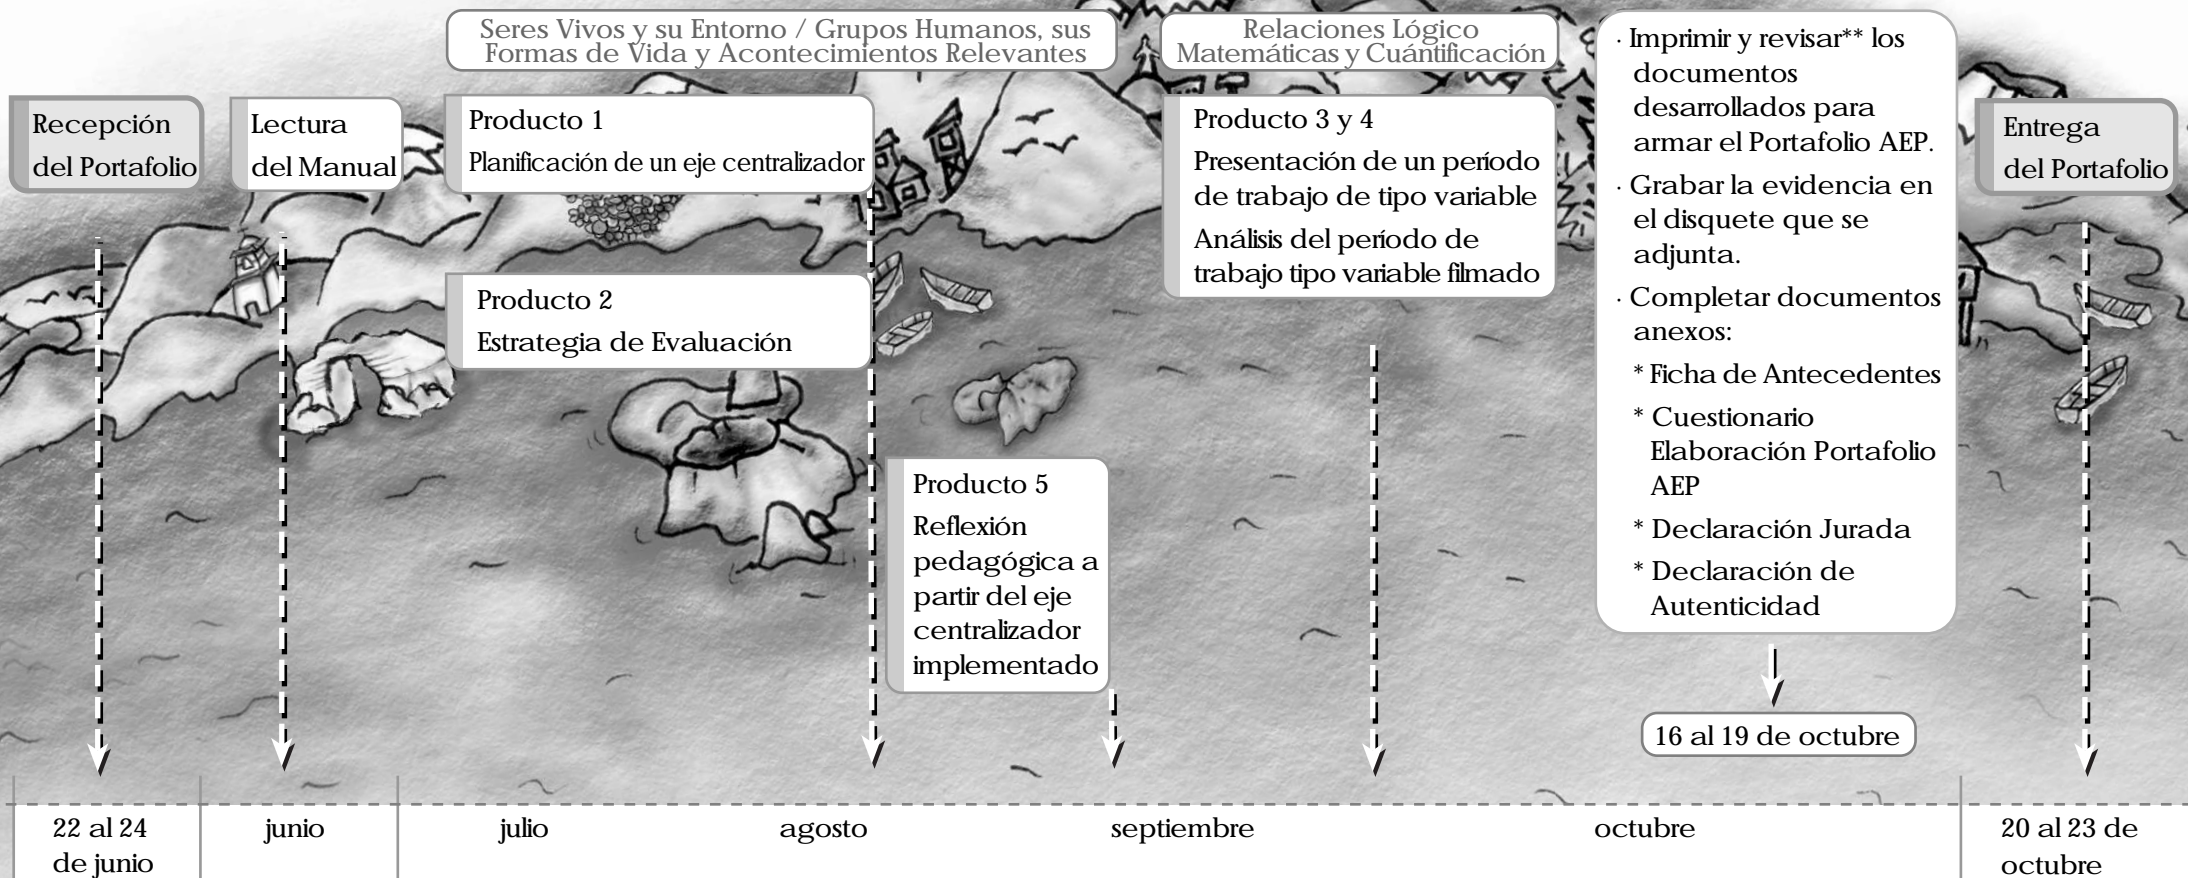 Seres Vivos y su Entorno / Grupos Humanos, sus
Formas de Vida y Acontecimientos Relevantes
Relaciones Lógico
Matemáticas y Cuántificación
Recepción
del Portafolio
Lectura
del Manual
Producto 1
Planificación de un eje centralizador
Producto 2
Estrategia de Evaluación
Producto 5
Reflexión
pedagógica a
partir del eje
centralizador
implementado
Producto 3 y 4
Presentación de un período
de trabajo de tipo variable
Análisis del período de
trabajo tipo variable filmado
· Imprimir y revisar** los
documentos
desarrollados para
armar el Portafolio AEP.
· Grabar la evidencia en
el disquete que se
adjunta.
· Completar documentos
anexos:
* Ficha de Antecedentes
* Cuestionario
Elaboración Portafolio
AEP
* Declaración Jurada
* Declaración de
Autenticidad
16 al 19 de octubre
Entrega
del Portafolio
22 al 24
de junio
junio
julio
agosto
septiembre
octubre
20 al 23 de
octubre